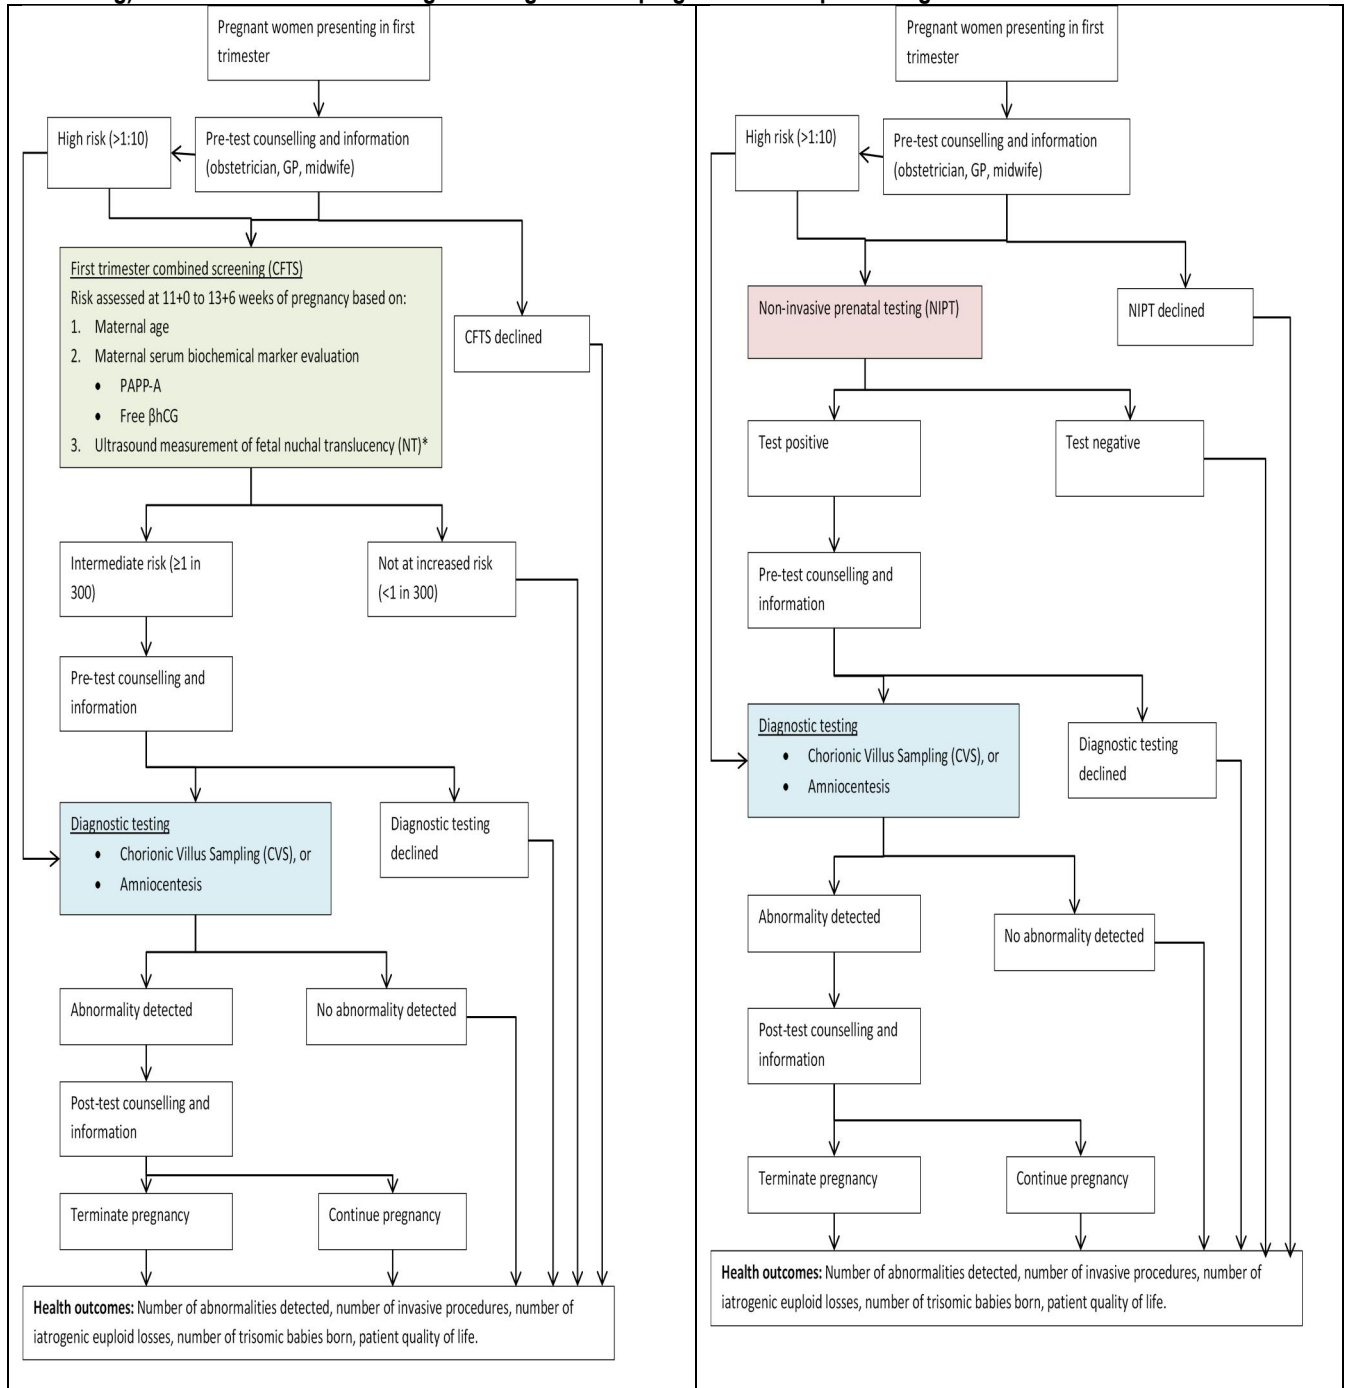 Pregnant women presenting in first
trimester
High risk (>1:10)
Pre-test counselling and information
(obstetrician, GP, midwife)
First trimester combined screening (CFTS)
Risk assessed at 11+0 to 13+6 weeks of pregnancy based on:
1. Maternal age
2. Maternal serum biochemical marker evaluation
• PAPP-A
• Free βhCG
3. Ultrasound measurement of fetal nuchal translucency (NT)*
CFTS declined
Intermediate risk (≥1 in
300)
Not at increased risk
(<1 in 300)
Pre-test counselling and
information
Diagnostic testing
• Chorionic Villus Sampling (CVS), or
• Amniocentesis
Diagnostic testing
declined
Abnormality detected
No abnormality detected
Post-test counselling and
information
Terminate pregnancy
Continue pregnancy
Health outcomes: Number of abnormalities detected, number of invasive procedures, number of
iatrogenic euploid losses, number of trisomic babies born, patient quality of life.
Pregnant women presenting in first
trimester
High risk (>1:10)
Pre-test counselling and information
(obstetrician, GP, midwife)
Non-invasive prenatal testing (NIPT)
NIPT declined
Test positive
Test negative
Pre-test counselling and
information
Diagnostic testing
• Chorionic Villus Sampling (CVS), or
• Amniocentesis
Diagnostic testing
declined
Abnormality detected
No abnormality detected
Post-test counselling and
information
Terminate pregnancy
Continue pregnancy
Health outcomes: Number of abnormalities detected, number of invasive procedures, number of
iatrogenic euploid losses, number of trisomic babies born, patient quality of life.